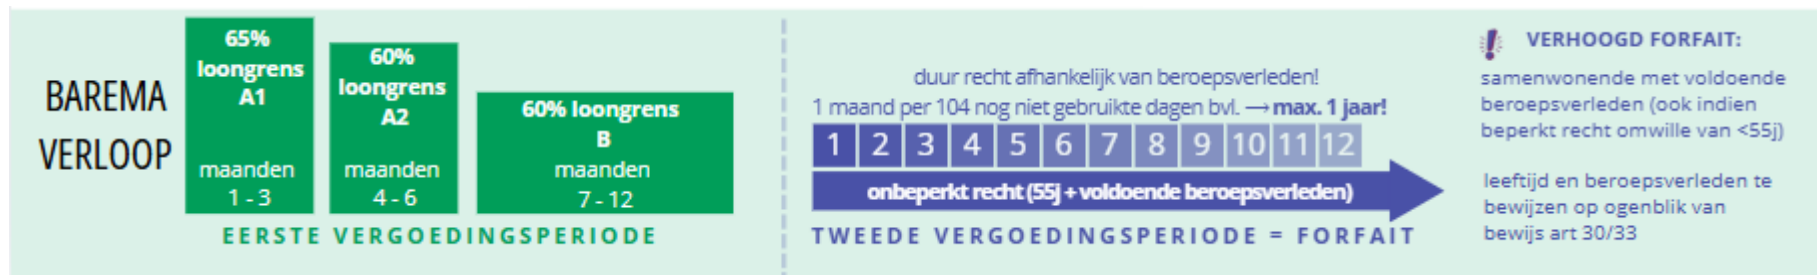 BAREMA
VERLOOP
65%
loongrens
A1
maanden
1 - 3
60%
loongrens
A2
maanden
4 - 6
60% loongrens
B
maanden
7 - 12
EERSTE VERGOEDINGSPERIODE
duur recht afhankelijk van beroepsverleden!
1 maand per 104 nog niet gebruikte dagen bvl. → max. 1 jaar!
1 2 3 4 5 6 7 8 9 10 11 12
onbeperkt recht (55j + voldoende beroepsverleden)
TWEEDE VERGOEDINGSPERIODE = FORFAIT
VERHOOGD FORFAIT:
samenwonende met voldoende
beroepsverleden (ook indien
beperkt recht omwille van <55j)
leeftijd en beroepsverleden te
bewijzen op ogenblik van
bewijs art 30/33